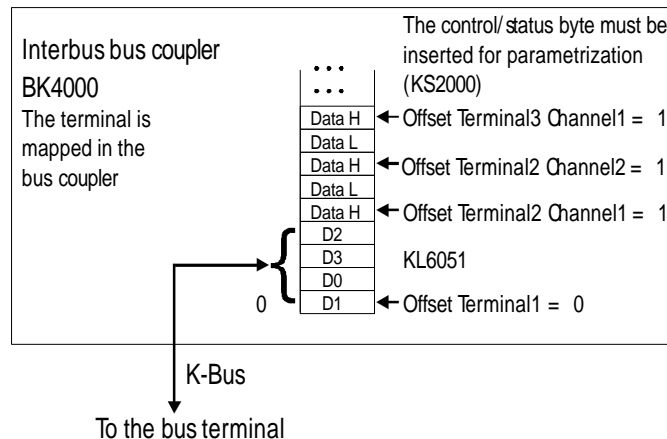 Interbus bus coupler
BK4000
The terminal is
mapped in the
bus coupler
The control/status byte must be
inserted for parametrization
(KS2000)
...
...
Data H Offset Terminal3 Channel1 = 1
Data L
Data H Offset Terminal2 Channel2 = 1
Data L
Data H Offset Terminal2 Channel1 = 1
D2
D3 KL6051
D0
0 D1 Offset Terminal1 = 0
K-Bus
To the bus terminal